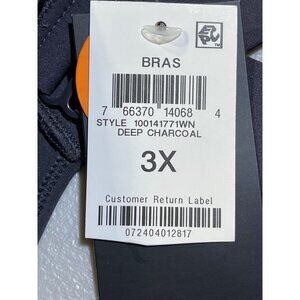 BRAS
7 66370 14068 4
STYLE 100141771WN
DEEP CHARCOAL
3X
Customer Return Label
072404012817